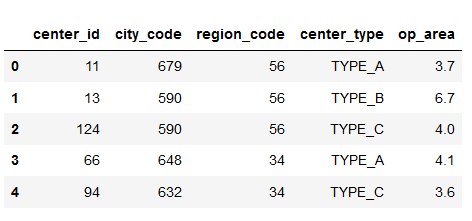 center_id city_code region_code center_type op_area
0 11 679 56 TYPE_A 3.7
1 13 590 56 TYPE_B 6.7
2 124 590 56 TYPE_C 4.0
3 66 648 34 TYPE_A 4.1
4 94 632 34 TYPE_C 3.6